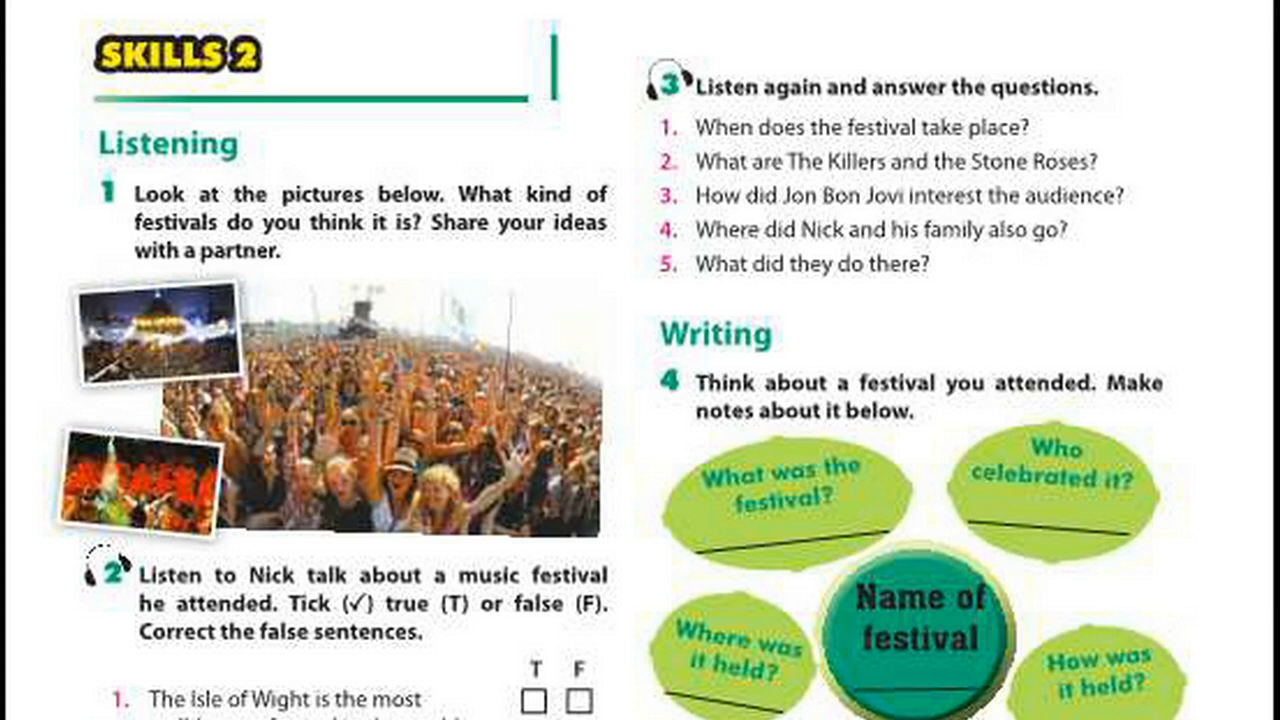 SKILLS 2
Listening
1 Look at the pictures below. What kind of
festivals do you think it is? Share your ideas
with a partner.
2 Listen to Nick talk about a music festival
he attended. Tick (✓) true (T) or false (F).
Correct the false sentences.
T F
1. The Isle of Wight is the most
3 Listen again and answer the questions.
1. When does the festival take place?
2. What are The Killers and the Stone Roses?
3. How did Jon Bon Jovi interest the audience?
4. Where did Nick and his family also go?
5. What did they do there?
Writing
4 Think about a festival you attended. Make
notes about it below.
What was the
festival?
Who
celebrated it?
Name of
festival
Where was
it held?
How was
it held?